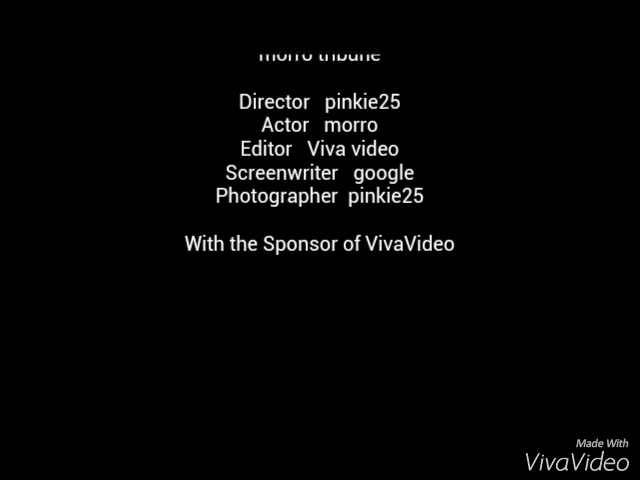 morro tribune
Director pinkie25
Actor morro
Editor Viva video
Screenwriter google
Photographer pinkie25
With the Sponsor of VivaVideo
Made With
VivaVideo